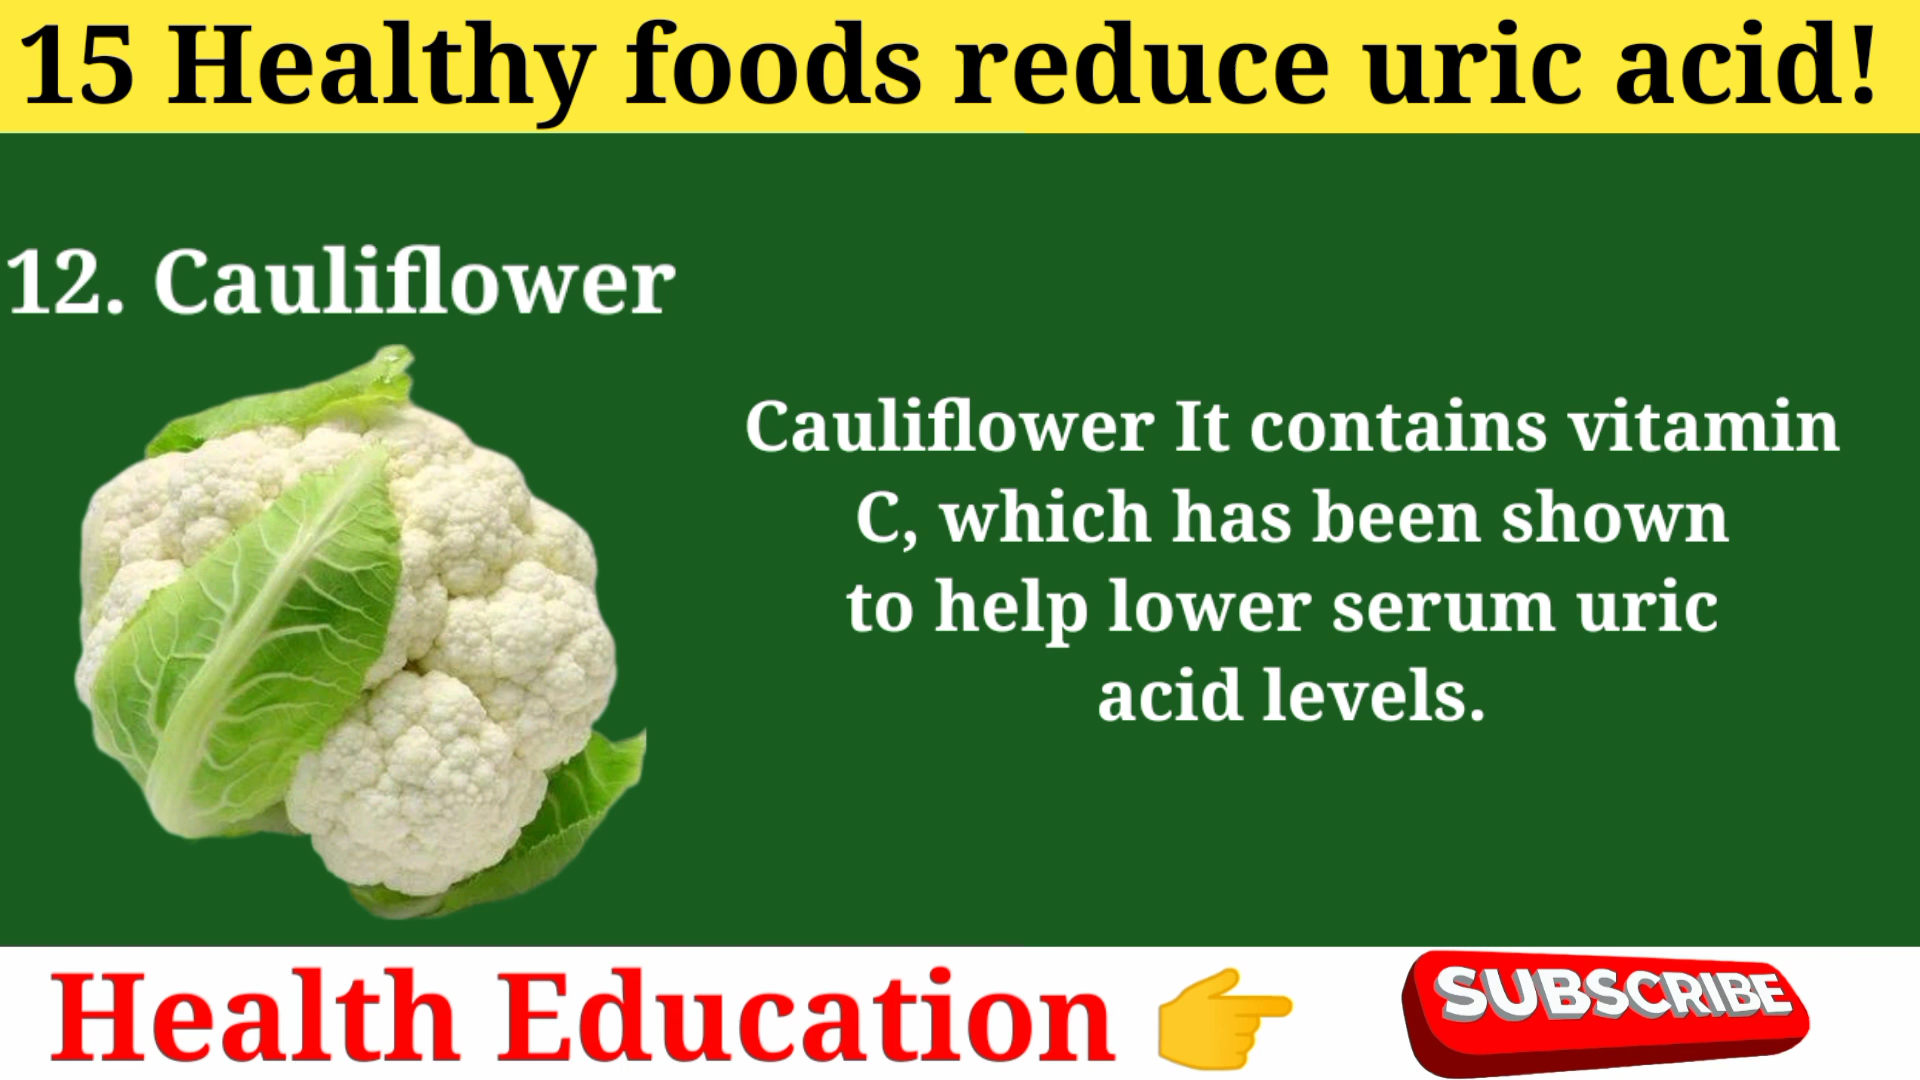 15 Healthy foods reduce uric acid!
12. Cauliflower
Cauliflower It contains vitamin
C, which has been shown
to help lower serum uric
acid levels.
Health Education
SUBSCRIBE